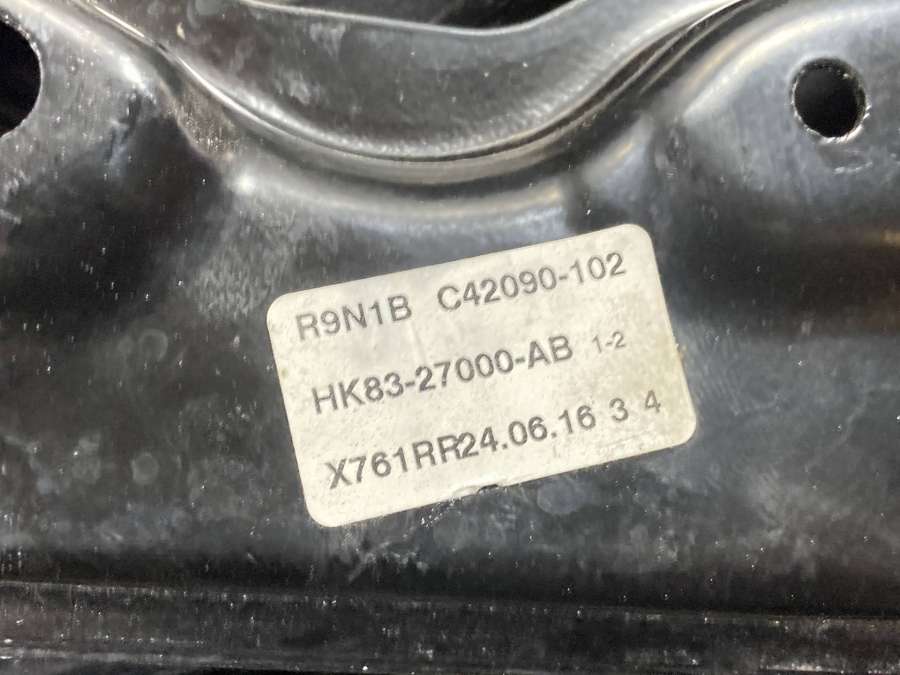 R9N1B C42090-102
HK83-27000-AB 1-2
X761RR24.06.16 3 4